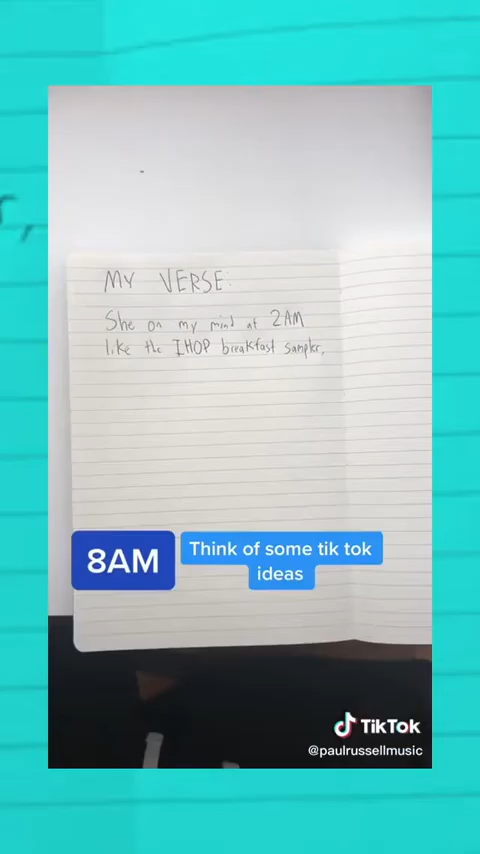 MY VERSE:
She on my mind at 2AM
like the IHOP breakfast sampler,
8AM
Think of some tik tok
ideas
TikTok
@paulrussellmusic